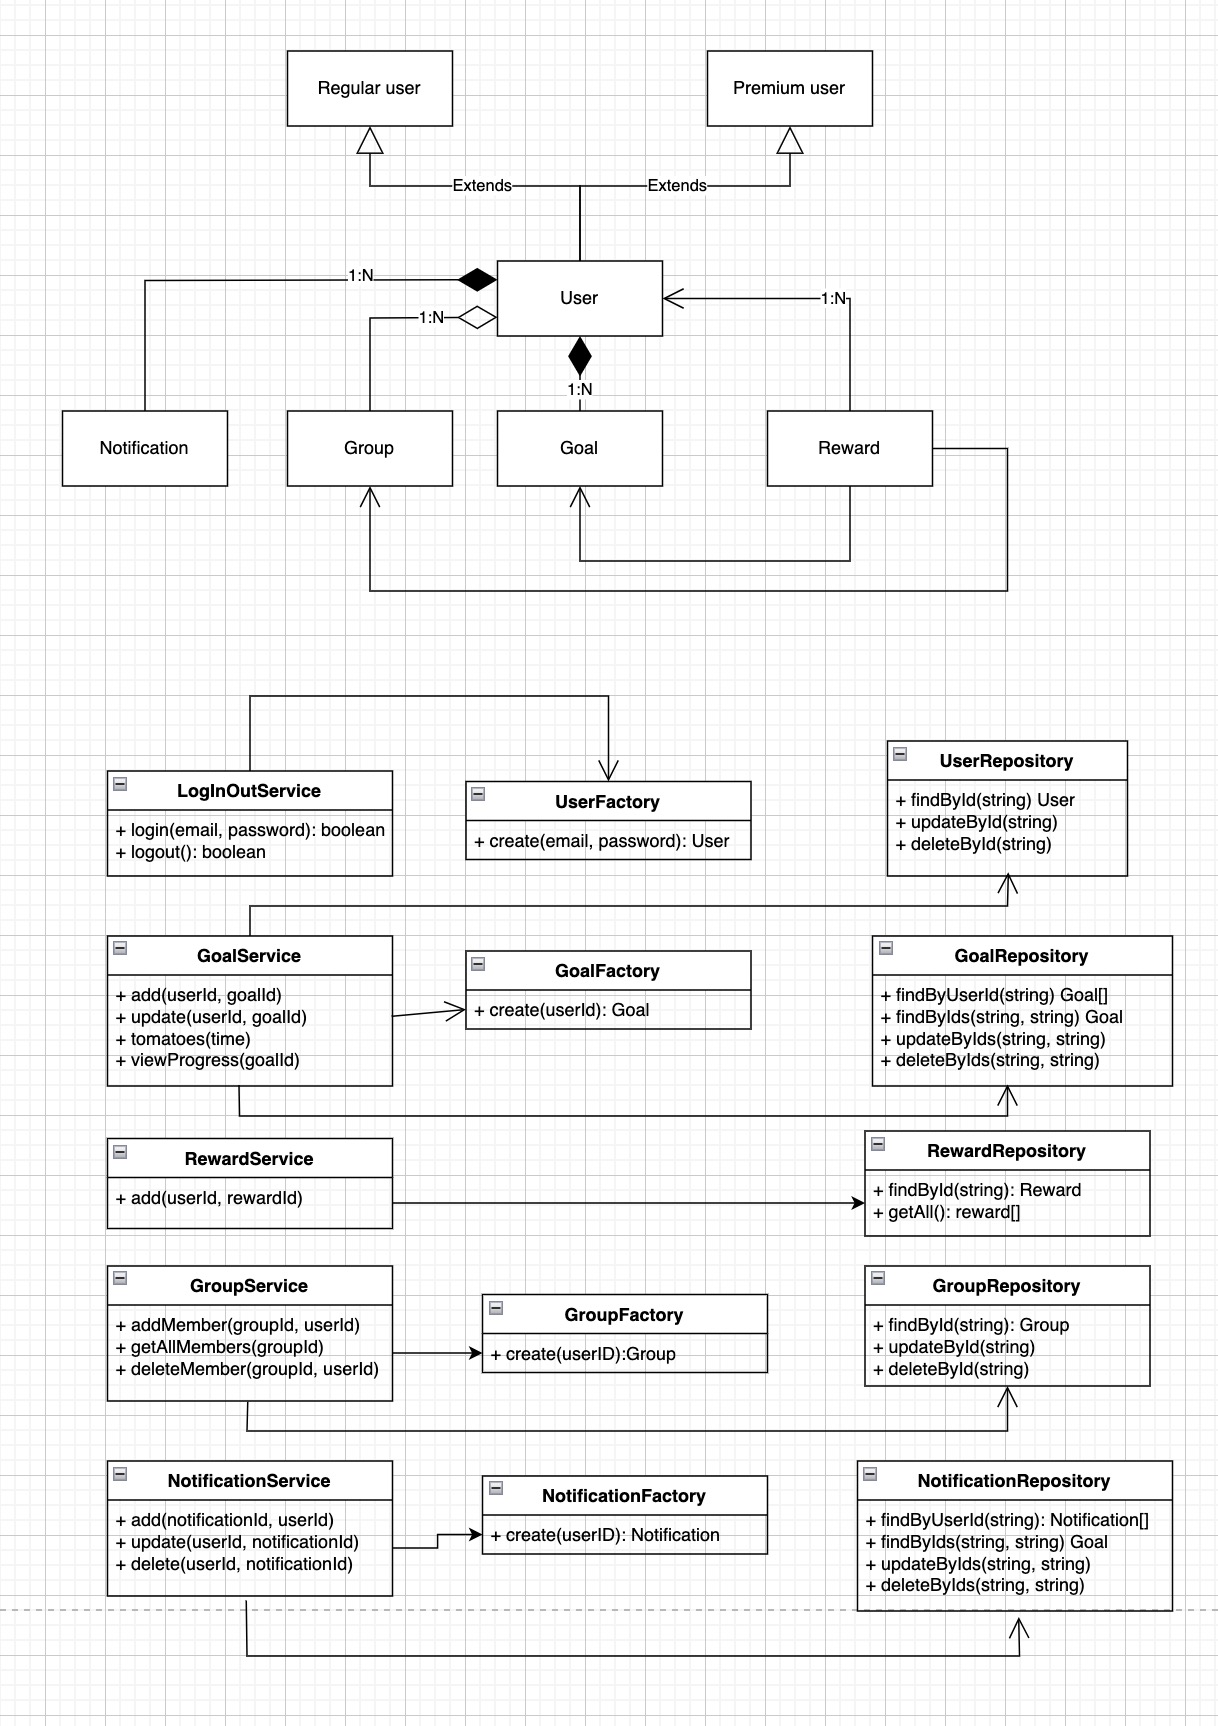 Regular user
Premium user
Extends
Extends
1:N
User
1:N
1:N
1:N
Notification
Group
Goal
Reward
LogInOutService
+ login(email, password): boolean
+ logout(): boolean
UserFactory
+ create(email, password): User
UserRepository
+ findById(string) User
+ updateById(string)
+ deleteById(string)
GoalService
+ add(userId, goalId)
+ update(userId, goalId)
+ tomatoes(time)
+ viewProgress(goalId)
GoalFactory
+ create(userId): Goal
GoalRepository
+ findByUserId(string) Goal[]
+ findByIds(string, string) Goal
+ updateByIds(string, string)
+ deleteByIds(string, string)
RewardService
+ add(userId, rewardId)
RewardRepository
+ findById(string): Reward
+ getAll(): reward[]
GroupService
+ addMember(groupId, userId)
+ getAllMembers(groupId)
+ deleteMember(groupId, userId)
GroupFactory
+ create(userID):Group
GroupRepository
+ findById(string): Group
+ updateById(string)
+ deleteById(string)
NotificationService
+ add(notificationId, userId)
+ update(userId, notificationId)
+ delete(userId, notificationId)
NotificationFactory
+ create(userID): Notification
NotificationRepository
+ findByUserId(string): Notification[]
+ findByIds(string, string) Goal
+ updateByIds(string, string)
+ deleteByIds(string, string)